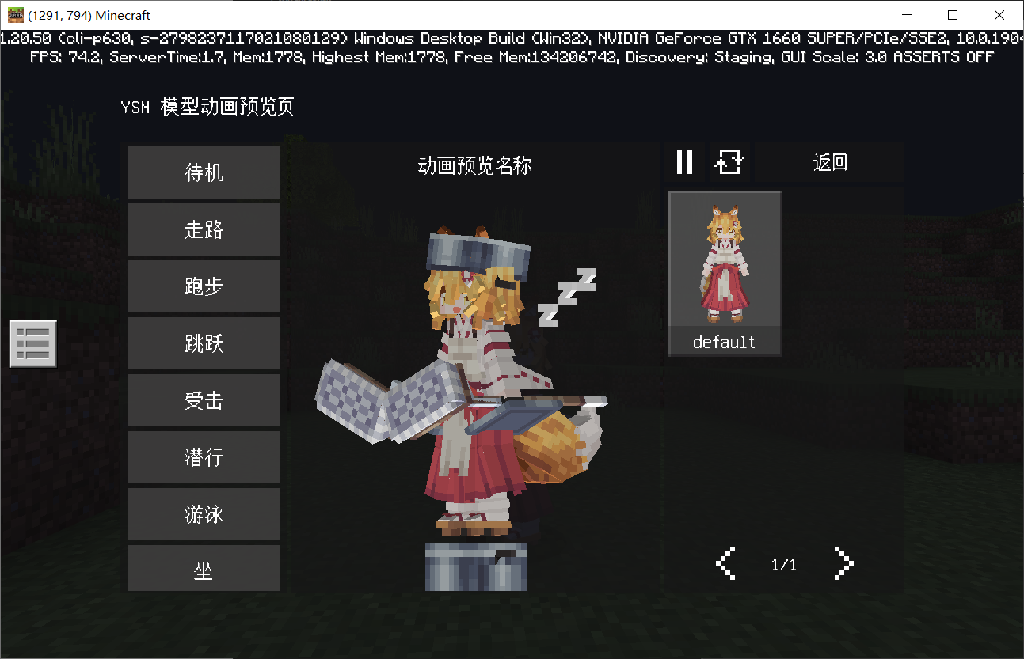 (1291, 794) Minecraft
1.20.50 (oli-p630, s-2798237117021080129) Windows Desktop Build (Win32), NVIDIA GeForce GTX 1660 SUPER/PCIe/SSE2, 10.0.1904
FPS: 74.2, ServerTime:1.7, Mem:1778, Highest Mem:1778, Free Mem:134206742, Discovery: Staging, GUI Scale: 3.0 ASSERTS OFF
YSM 模型动画预览页
待机
走路
跑步
跳跃
受击
潜行
游泳
坐
动画预览名称
返回
default
1/1